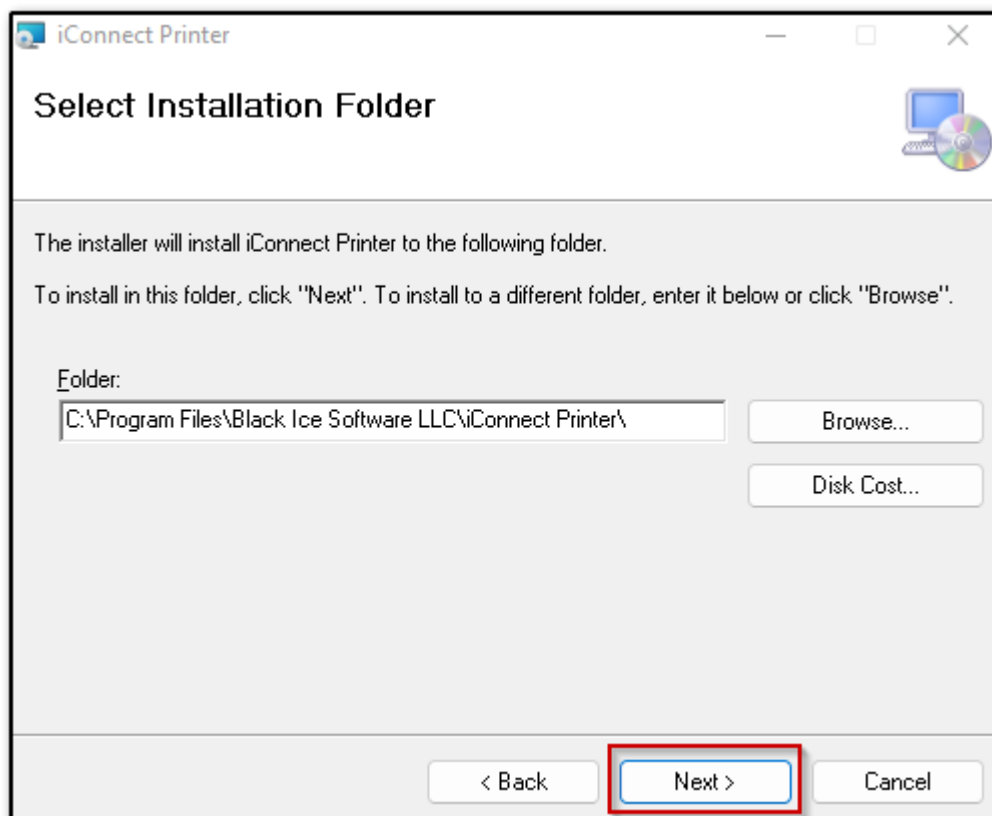 iConnect Printer
Select Installation Folder
The installer will install iConnect Printer to the following folder.
To install in this folder, click "Next". To install to a different folder, enter it below or click "Browse".
Folder:
C:\Program Files\Black Ice Software LLC\iConnect Printer\
Browse...
Disk Cost...
< Back
Next >
Cancel